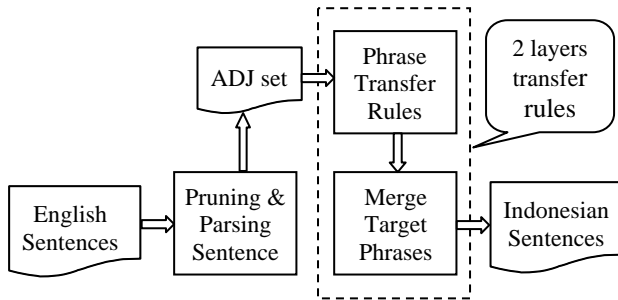 ADJ set
Phrase
Transfer
Rules
2 layers
transfer
rules
English
Sentences
Pruning &
Parsing
Sentence
Merge
Target
Phrases
Indonesian
Sentences